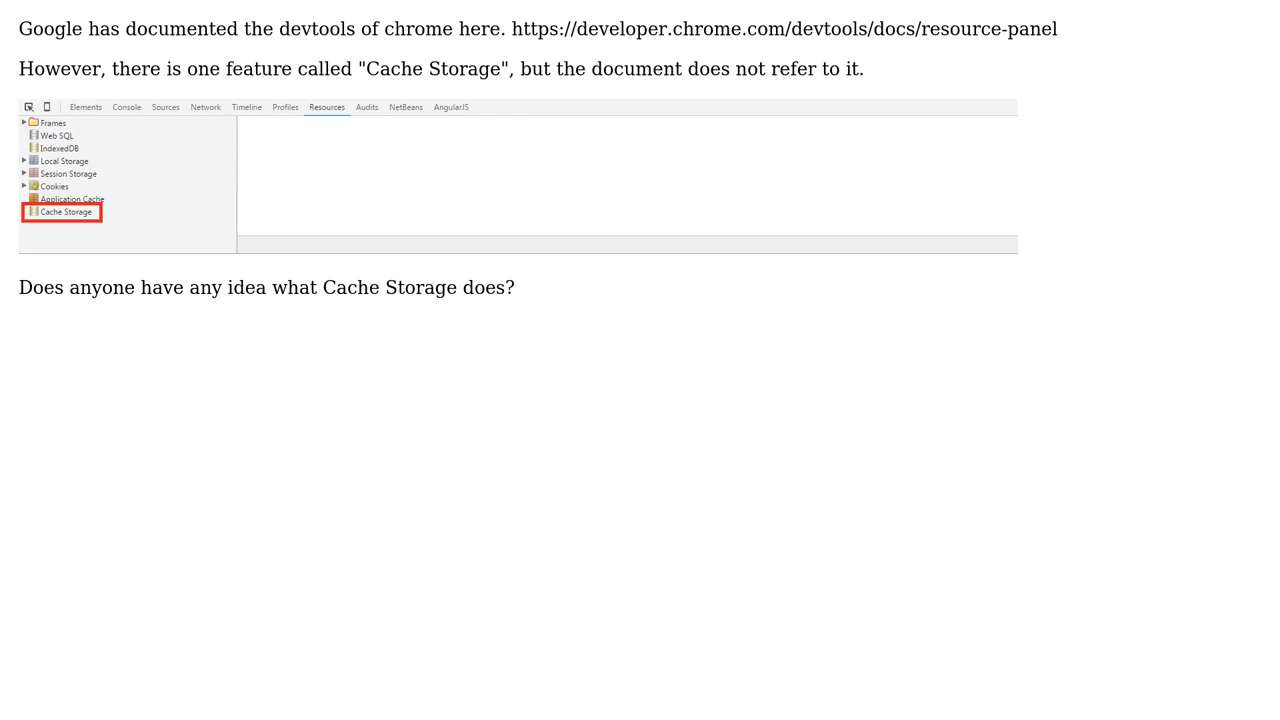 Google has documented the devtools of chrome here. https://developer.chrome.com/devtools/docs/resource-panel
However, there is one feature called "Cache Storage", but the document does not refer to it.
Elements Console Sources Network Timeline Profiles Resources Audits NetBeans AngularJS
Frames
Web SQL
IndexedDB
Local Storage
Session Storage
Cookies
Application Cache
Cache Storage
Does anyone have any idea what Cache Storage does?